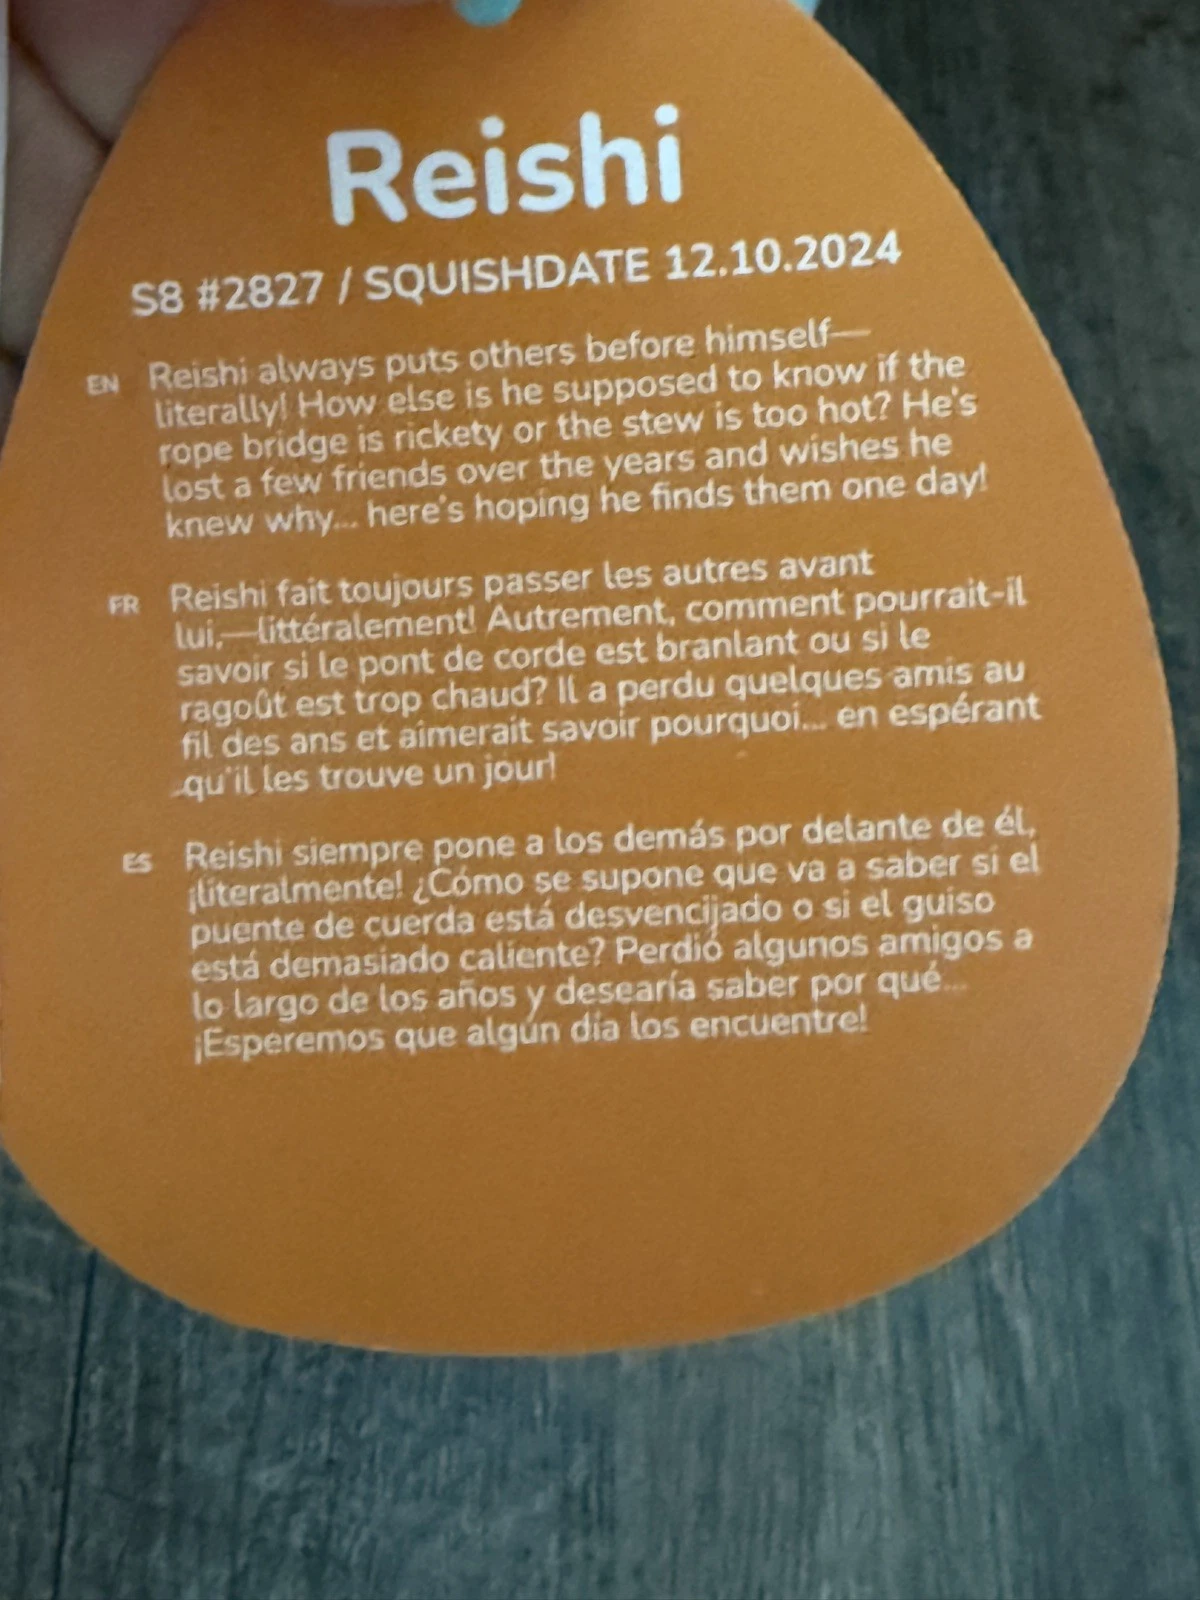 Reishi
S8 #2827 / SQUISHDATE 12.10.2024
EN Reishi always puts others before himself—
literally! How else is he supposed to know if the
rope bridge is rickety or the stew is too hot? He's
lost a few friends over the years and wishes he
knew why... here's hoping he finds them one day!
FR Reishi fait toujours passer les autres avant
lui,—littéralement! Autrement, comment pourrait-il
savoir si le pont de corde est branlant ou si le
ragoût est trop chaud? Il a perdu quelques amis au
fil des ans et aimerait savoir pourquoi... en espérant
qu'il les trouve un jour!
ES Reishi siempre pone a los demás por delante de él,
¡literalmente! ¿Cómo se supone que va a saber si el
puente de cuerda está desvencijado o si el guiso
está demasiado caliente? Perdió algunos amigos a
lo largo de los años y desearía saber por qué...
¡Esperemos que algún día los encuentre!